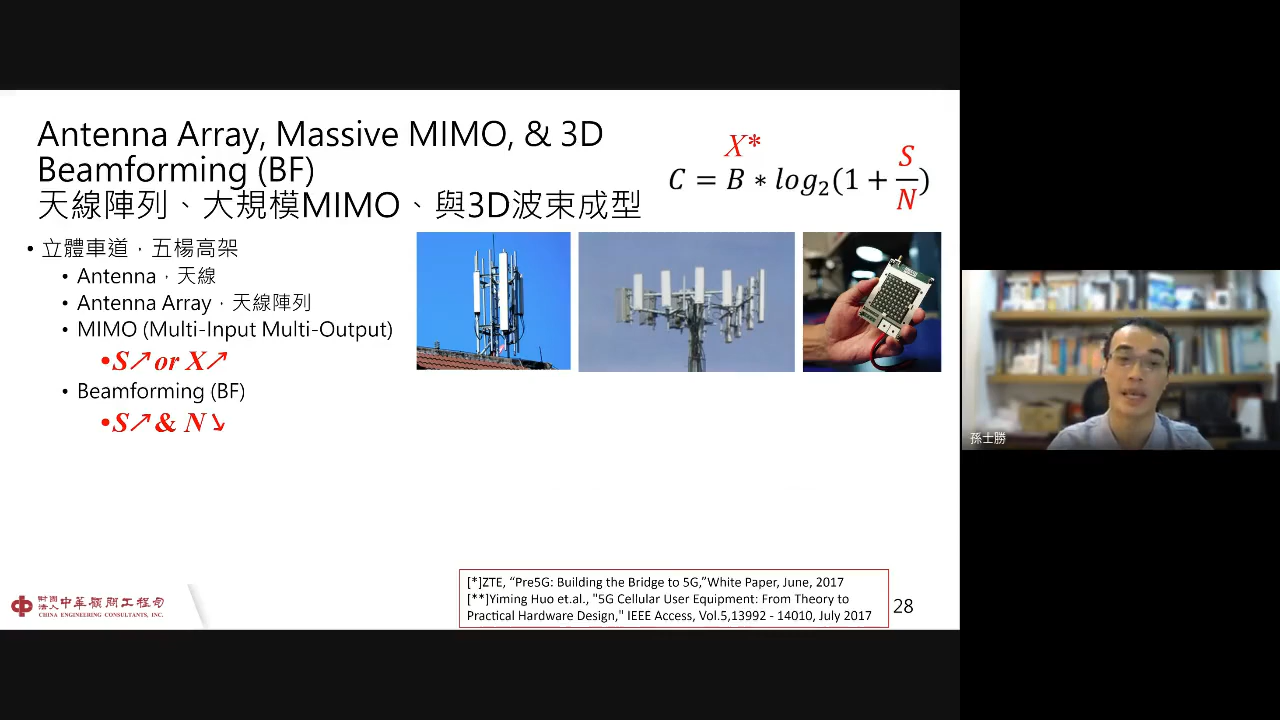 Antenna Array, Massive MIMO, & 3D
Beamforming (BF)
天線陣列、大規模MIMO、與3D波束成型
X*
C = B ∗ log₂(1 + S/N)
• 立體車道，五楊高架
• Antenna，天線
• Antenna Array，天線陣列
• MIMO (Multi-Input Multi-Output)
•S↗ or X↗
• Beamforming (BF)
•S↗ & N↘
孫士勝
[*]ZTE, “Pre5G: Building the Bridge to 5G,”White Paper, June, 2017
[**]Yiming Huo et.al., "5G Cellular User Equipment: From Theory to
Practical Hardware Design," IEEE Access, Vol.5,13992 - 14010, July 2017
28
財團法人中華顧問工程司
CHINA ENGINEERING CONSULTANTS, INC.